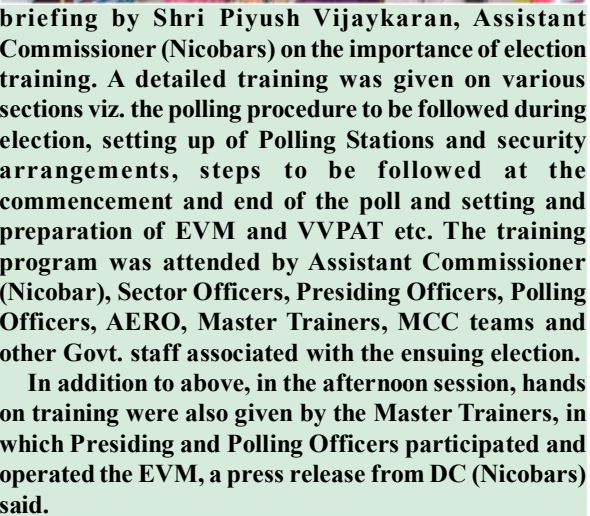 briefing by Shri Piyush Vijaykaran, Assistant
Commissioner (Nicobars) on the importance of election
training. A detailed training was given on various
sections viz. the polling procedure to be followed during
election, setting up of Polling Stations and security
arrangements, steps to be followed at the
commencement and end of the poll and setting and
preparation of EVM and VVPAT etc. The training
program was attended by Assistant Commissioner
(Nicobar), Sector Officers, Presiding Officers, Polling
Officers, AERO, Master Trainers, MCC teams and
other Govt. staff associated with the ensuing election.
In addition to above, in the afternoon session, hands
on training were also given by the Master Trainers, in
which Presiding and Polling Officers participated and
operated the EVM, a press release from DC (Nicobars)
said.